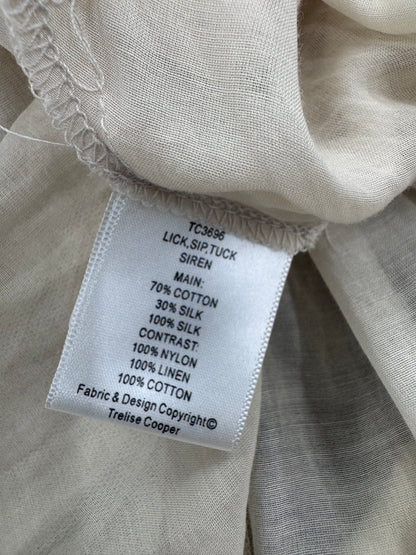 TC3696
LICK,SIP,TUCK
SIREN
MAIN:
70% COTTON
30% SILK
100% SILK
CONTRAST:
100% NYLON
100% LINEN
100% COTTON
Fabric & Design Copyright©
Trelise Cooper